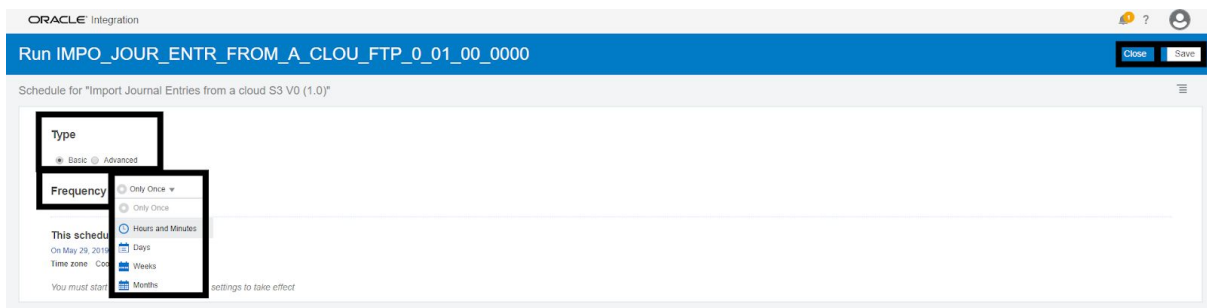 ORACLE Integration
1
?
Run IMPO_JOUR_ENTR_FROM_A_CLOU_FTP_0_01_00_0000
Close
Save
Schedule for "Import Journal Entries from a cloud S3 V0 (1.0)"
Type
Basic Advanced
Frequency Only Once
Only Once
Hours and Minutes
This schedu
On May 29, 2019
Days
Time zone Coo
Weeks
You must start Months settings to take effect